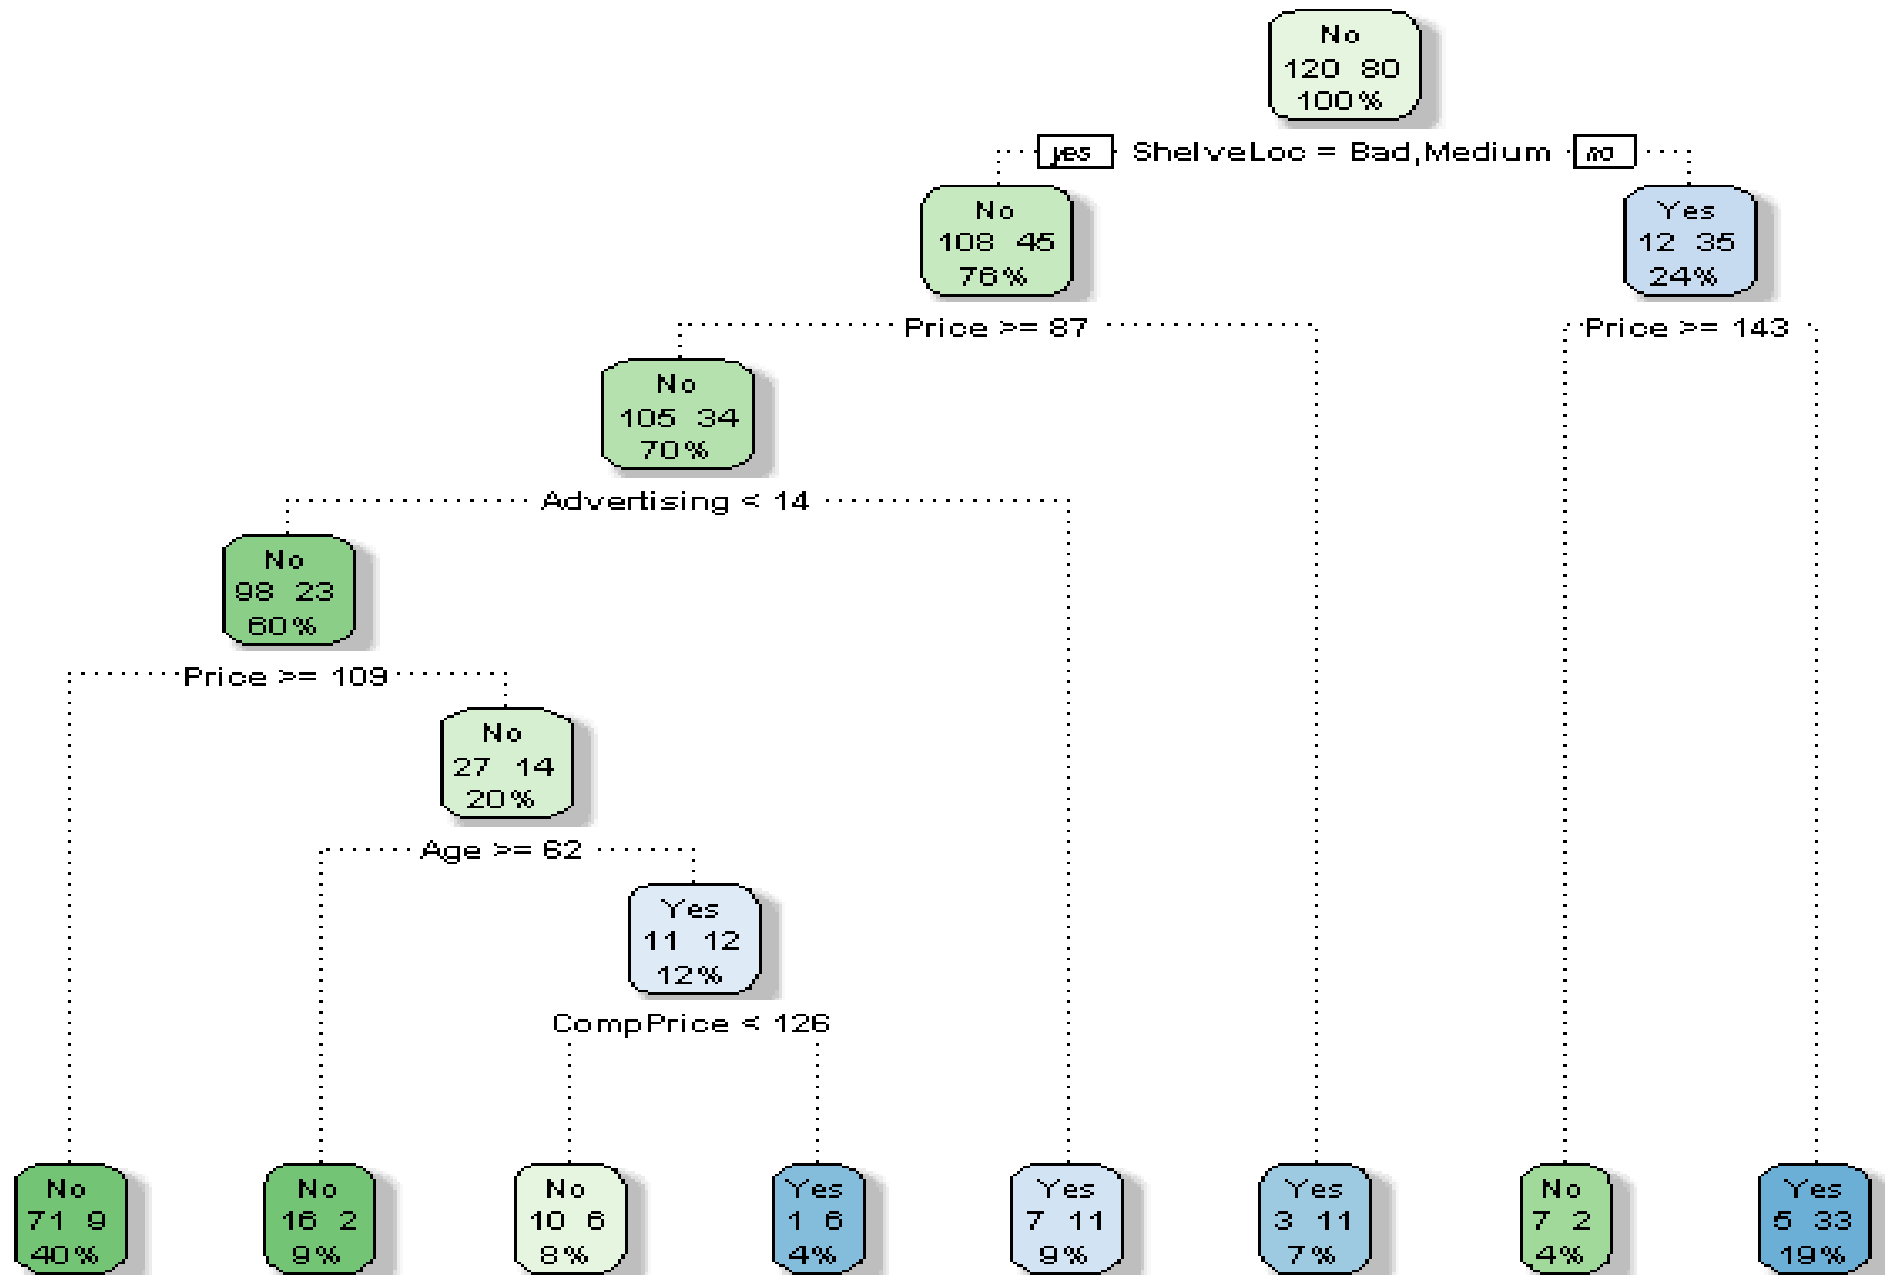 No
120 80
100%
yes ShelveLoc = Bad,Medium no
No
108 45
76%
Yes
12 35
24%
Price >= 87
Price >= 143
No
105 34
70%
Advertising < 14
No
98 23
60%
Price >= 109
No
27 14
20%
Age >= 62
Yes
11 12
12%
CompPrice < 126
No
71 9
40%
No
16 2
9%
No
10 6
8%
Yes
1 6
4%
Yes
7 11
9%
Yes
3 11
7%
No
7 2
4%
Yes
5 33
19%